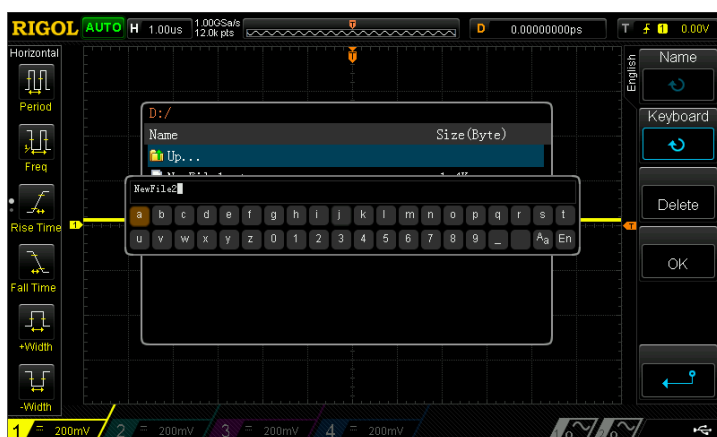 RIGOL AUTO H 1.00us 1.00GSa/s 12.0k pts D 0.00000000ps T 1 0.00V
Horizontal
Period
Freq
Rise Time
Fall Time
+Width
-Width
T
D:/
Name Size(Byte)
Up...
NewFile2
a b c d e f g h i j k l m n o p q r s t
u v w x y z 0 1 2 3 4 5 6 7 8 9 _ Aa En
1
T
English
Name
Keyboard
Delete
OK
1 = 200mV 2 = 200mV 3 = 200mV 4 = 200mV